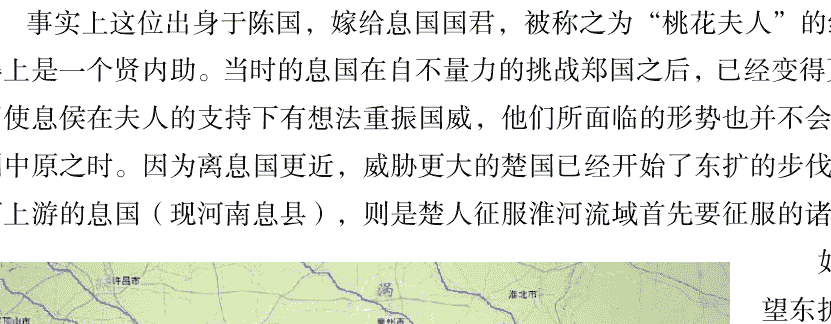 事实上这位出身于陈国，嫁给息国国君，被称之为“桃花夫人”的
上是一个贤内助。当时的息国在自不量力的挑战郑国之后，已经变得
使息侯在夫人的支持下有想法重振国威，他们所面临的形势也并不会
中原之时。因为离息国更近，威胁更大的楚国已经开始了东扩的步伐
上游的息国（现河南息县），则是楚人征服淮河流域首先要征服的诸
望东扩
许昌市
涡
淮北市
亳州市